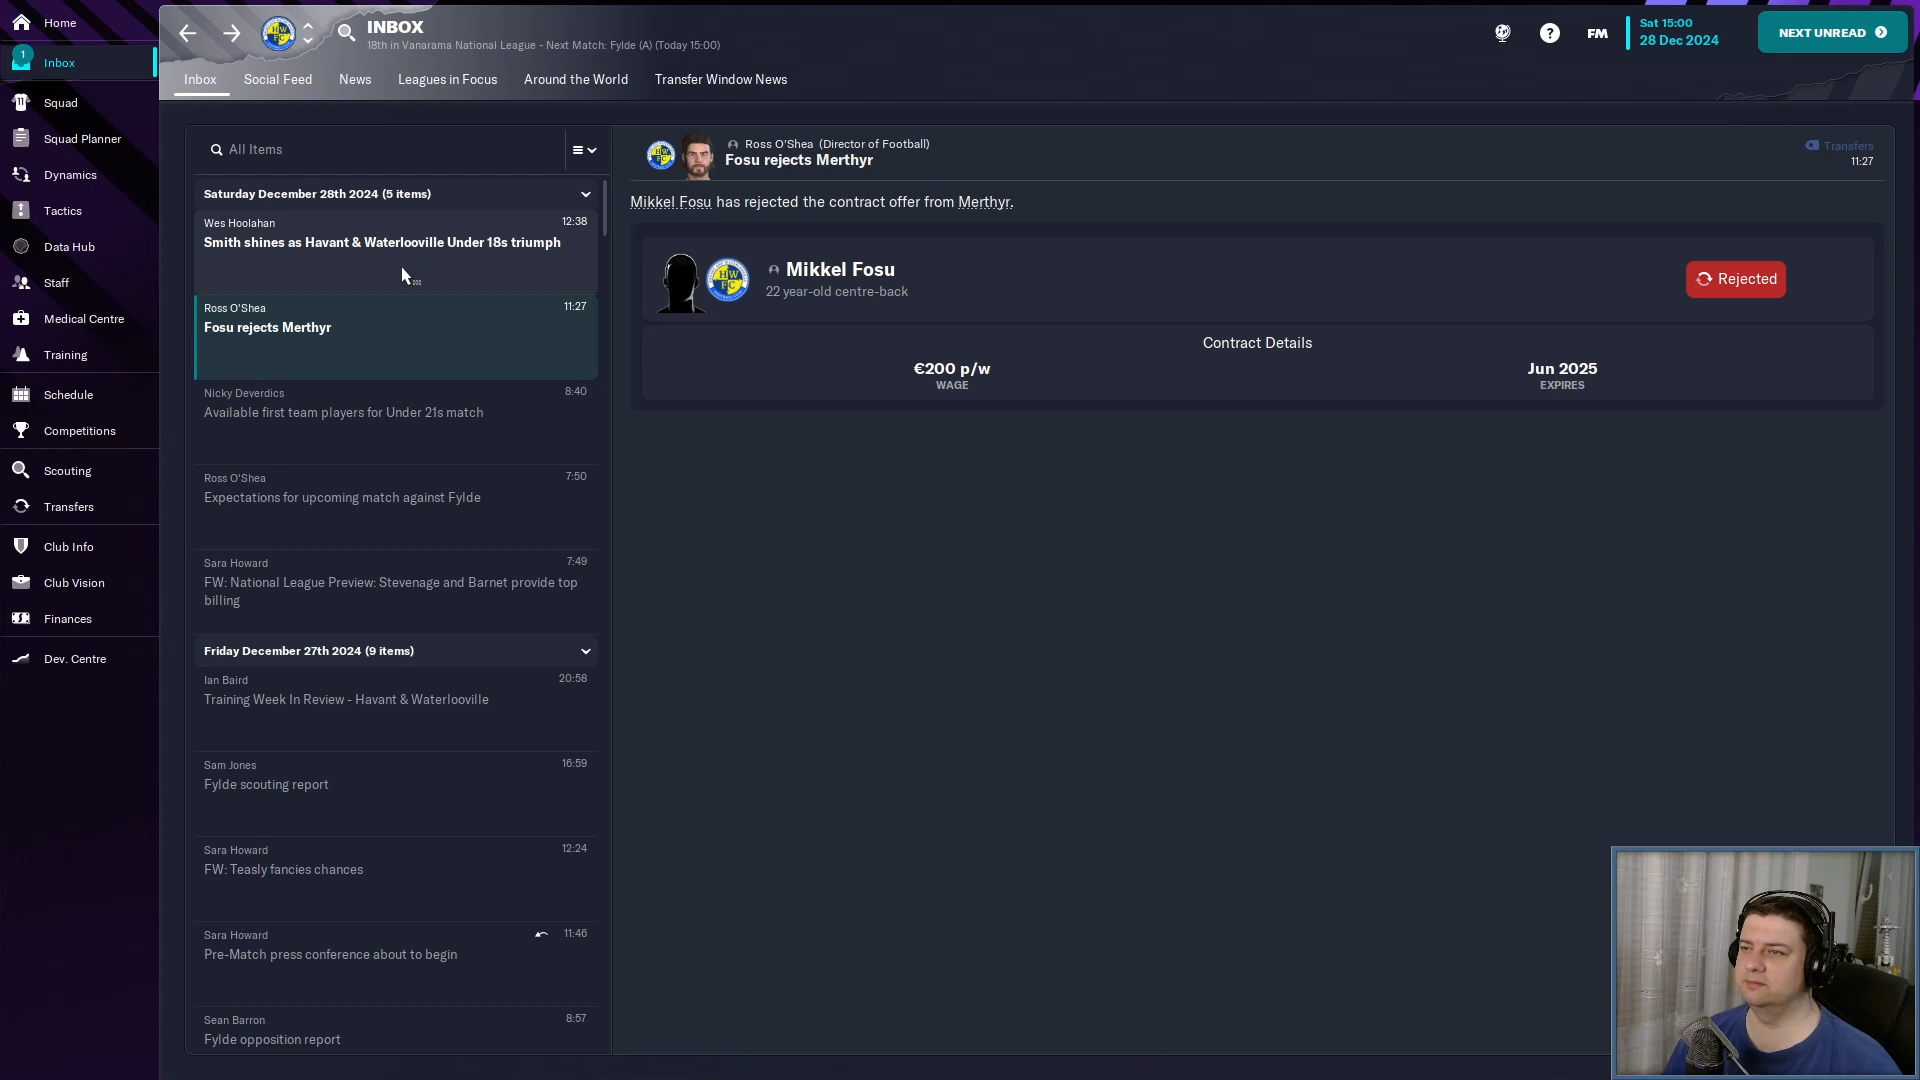 Home
1
Inbox
Squad
Squad Planner
Dynamics
Tactics
Data Hub
Staff
Medical Centre
Training
Schedule
Competitions
Scouting
Transfers
Club Info
Club Vision
Finances
Dev. Centre
INBOX
18th in Vanarama National League - Next Match: Fylde (A) (Today 15:00)
FM
Sat 15:00
28 Dec 2024
NEXT UNREAD
Inbox
Social Feed
News
Leagues in Focus
Around the World
Transfer Window News
All Items
Saturday December 28th 2024 (5 items)
Wes Hoolahan
12:38
Smith shines as Havant & Waterlooville Under 18s triumph
Ross O'Shea
11:27
Fosu rejects Merthyr
Nicky Deverdics
8:40
Available first team players for Under 21s match
Ross O'Shea
7:50
Expectations for upcoming match against Fylde
Sara Howard
7:49
FW: National League Preview: Stevenage and Barnet provide top
billing
Friday December 27th 2024 (9 items)
Ian Baird
20:58
Training Week In Review - Havant & Waterlooville
Sam Jones
16:59
Fylde scouting report
Sara Howard
12:24
FW: Teasly fancies chances
Sara Howard
11:46
Pre-Match press conference about to begin
Sean Barron
8:57
Fylde opposition report
Ross O'Shea (Director of Football)
Fosu rejects Merthyr
Transfers
11:27
Mikkel Fosu has rejected the contract offer from Merthyr.
Mikkel Fosu
22 year-old centre-back
Rejected
Contract Details
€200 p/w
WAGE
Jun 2025
EXPIRES